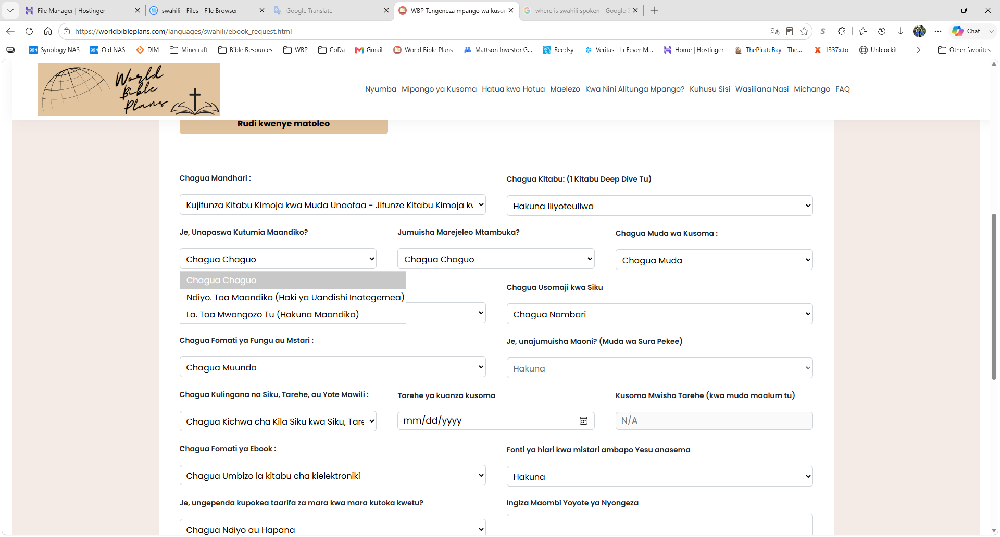 File Manager | Hostinger
swahili - Files - File Browser
Google Translate
WBP Tengeneza mpango wa kusor
where is swahili spoken - Google S
https://worldbibleplans.com/languages/swahili/ebook_request.html
Chat
Synology NAS
Old NAS
DIM
Minecraft
Bible Resources
WBP
CoDa
Gmail
World Bible Plans
Mattson Investor G...
Reedsy
Veritas - LeFever M...
Home | Hostinger
ThePirateBay - The...
1337x.to
Unblockit
Other favorites
World
Bible
Plans
Nyumba Mipango ya Kusoma Hatua kwa Hatua Maelezo Kwa Nini Alitunga Mpango? Kuhusu Sisi Wasiliana Nasi Michango FAQ
Rudi kwenye matoleo
Chagua Mandhari :
Chagua Kitabu: (1 Kitabu Deep Dive Tu)
Kujifunza Kitabu Kimoja kwa Muda Unaofaa - Jifunze Kitabu Kimoja kv
Hakuna Iliyoteuliwa
Je, Unapaswa Kutumia Maandiko?
Jumuisha Marejeleo Mtambuka?
Chagua Muda wa Kusoma :
Chagua Chaguo
Chagua Chaguo
Chagua Muda
Chagua Chaguo
Ndiyo. Toa Maandiko (Haki ya Uandishi Inategemea)
La. Toa Mwongozo Tu (Hakuna Maandiko)
Chagua Usomaji kwa Siku
Chagua Nambari
Chagua Fomati ya Fungu au Mstari :
Je, unajumuisha Maoni? (Muda wa Sura Pekee)
Chagua Muundo
Hakuna
Chagua Kulingana na Siku, Tarehe, au Yote Mawili :
Tarehe ya kuanza kusoma
Kusoma Mwisho Tarehe (kwa muda maalum tu)
Chagua Kichwa cha Kila Siku kwa Siku, Tare
mm/dd/yyyy
N/A
Chagua Fomati ya Ebook :
Fonti ya hiari kwa mistari ambapo Yesu anasema
Chagua Umbizo la kitabu cha kielektroniki
Hakuna
Je, ungependa kupokea taarifa za mara kwa mara kutoka kwetu?
Ingiza Maombi Yoyote ya Nyongeza
Chagua Ndiyo au Hapana